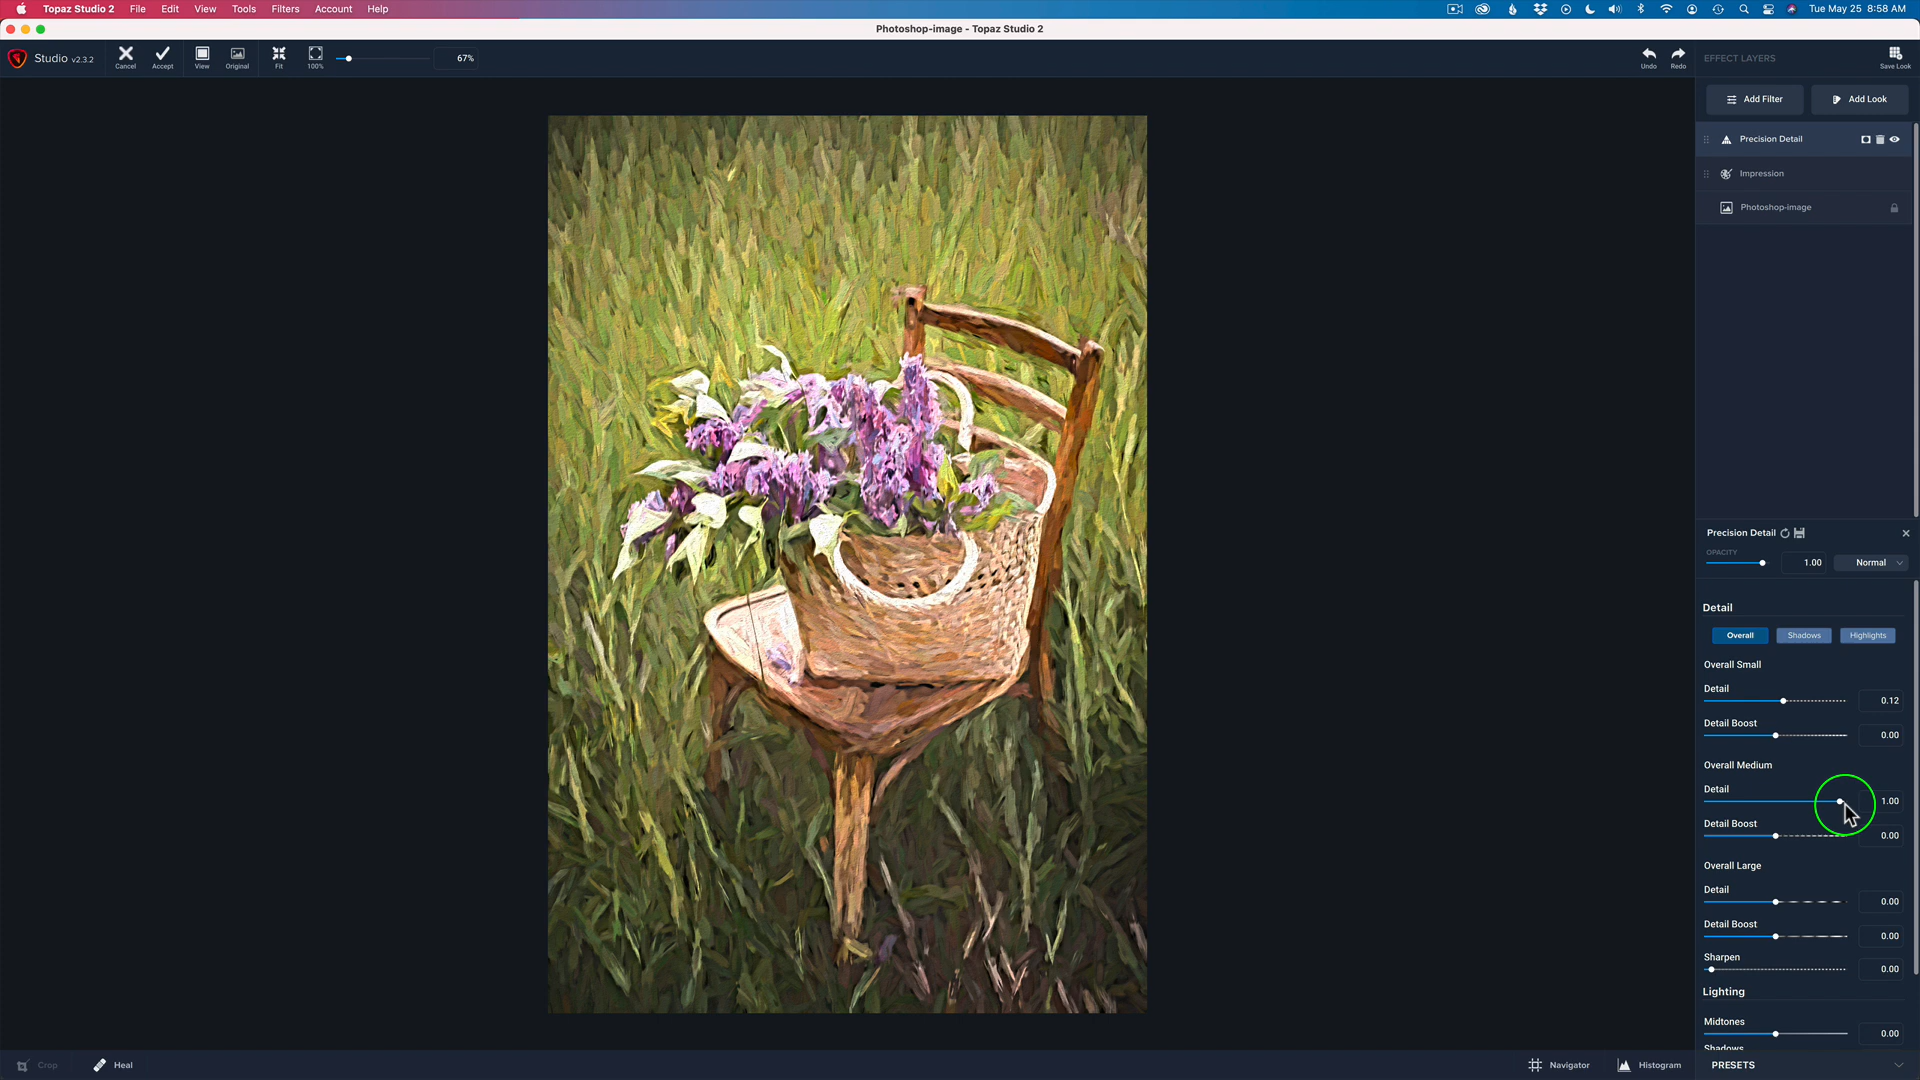 Topaz Studio 2 File Edit View Tools Filters Account Help Tue May 25 8:58 AM
Photoshop-image - Topaz Studio 2
Studio v2.3.2 Cancel Accept View Original Fit 100% 67% Undo Redo EFFECT LAYERS Save Look
Add Filter Add Look
Precision Detail
Impression
Photoshop-image
Precision Detail
OPACITY
1.00 Normal
Detail
Overall Shadows Highlights
Overall Small
Detail
0.12
Detail Boost
0.00
Overall Medium
Detail
1.00
Detail Boost
0.00
Overall Large
Detail
0.00
Detail Boost
0.00
Sharpen
0.00
Lighting
Midtones
0.00
Shadows
Crop Heal Navigator Histogram PRESETS